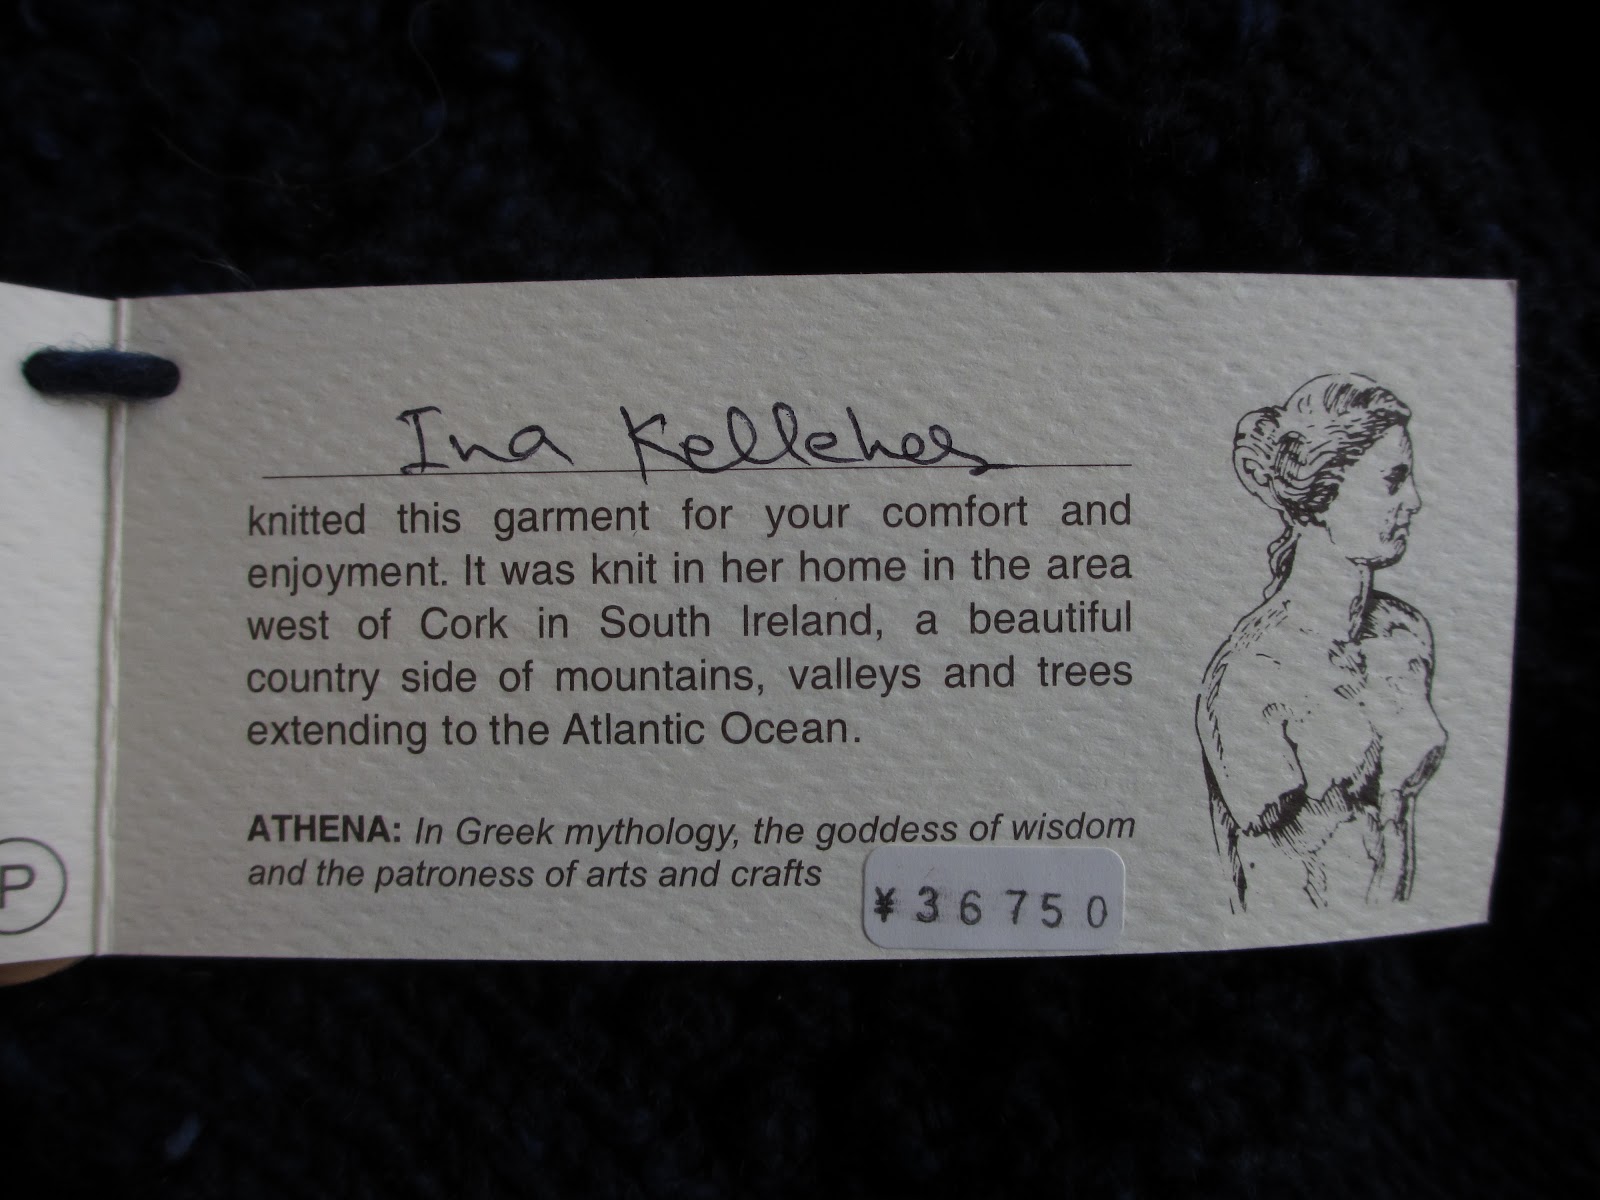 Ina Kelleher
knitted this garment for your comfort and
enjoyment. It was knit in her home in the area
west of Cork in South Ireland, a beautiful
country side of mountains, valleys and trees
extending to the Atlantic Ocean.
ATHENA: In Greek mythology, the goddess of wisdom
and the patroness of arts and crafts
¥36750
P